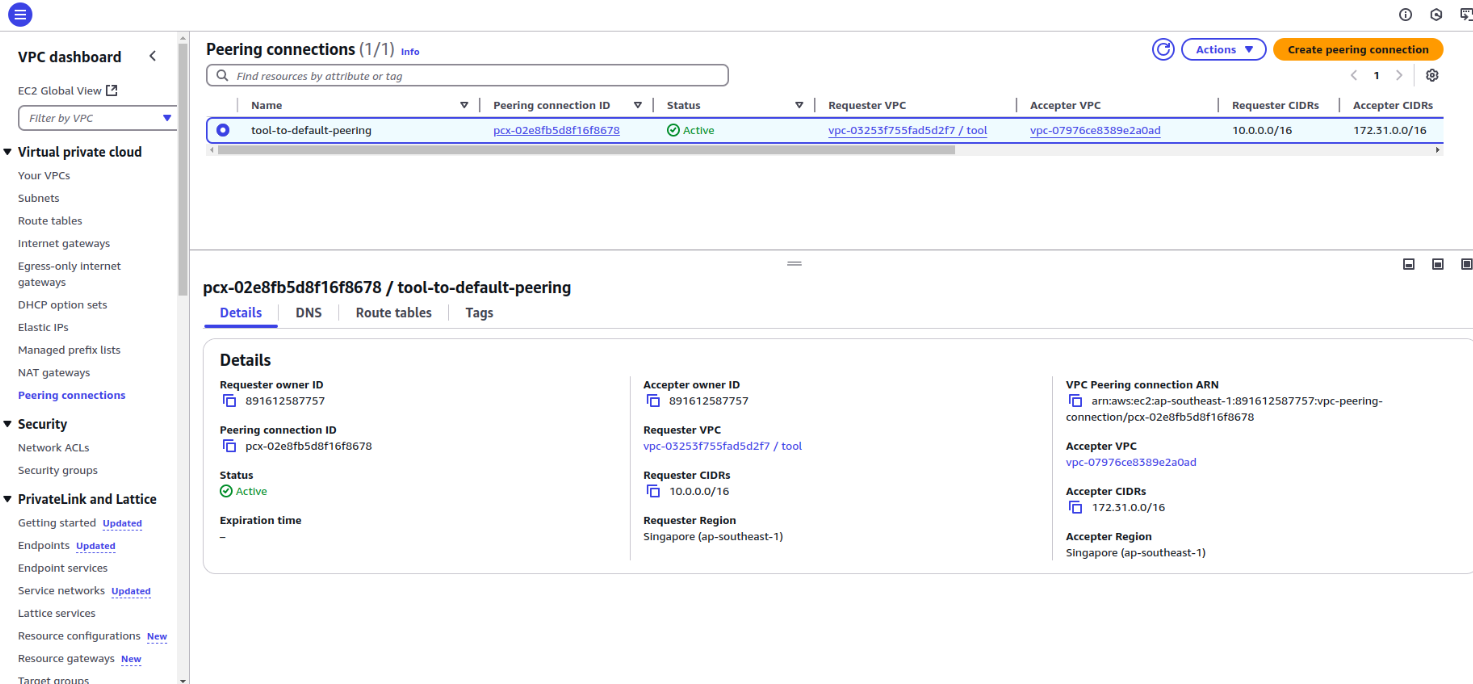 VPC dashboard
EC2 Global View
Filter by VPC
Virtual private cloud
Your VPCs
Subnets
Route tables
Internet gateways
Egress-only internet
gateways
DHCP option sets
Elastic IPs
Managed prefix lists
NAT gateways
Peering connections
Security
Network ACLs
Security groups
PrivateLink and Lattice
Getting started Updated
Endpoints Updated
Endpoint services
Service networks Updated
Lattice services
Resource configurations New
Resource gateways New
Target groups
Peering connections (1/1) Info
Actions
Create peering connection
Find resources by attribute or tag
1
Name Peering connection ID Status Requester VPC Accepter VPC Requester CIDRs Accepter CIDRs
tool-to-default-peering pcx-02e8fb5d8f16f8678 Active vpc-03253f755fad5d2f7 / tool vpc-07976ce8389e2a0ad 10.0.0.0/16 172.31.0.0/16
pcx-02e8fb5d8f16f8678 / tool-to-default-peering
Details DNS Route tables Tags
Details
Requester owner ID
891612587757
Peering connection ID
pcx-02e8fb5d8f16f8678
Status
Active
Expiration time
–
Accepter owner ID
891612587757
Requester VPC
vpc-03253f755fad5d2f7 / tool
Requester CIDRs
10.0.0.0/16
Requester Region
Singapore (ap-southeast-1)
VPC Peering connection ARN
arn:aws:ec2:ap-southeast-1:891612587757:vpc-peering-
connection/pcx-02e8fb5d8f16f8678
Accepter VPC
vpc-07976ce8389e2a0ad
Accepter CIDRs
172.31.0.0/16
Accepter Region
Singapore (ap-southeast-1)